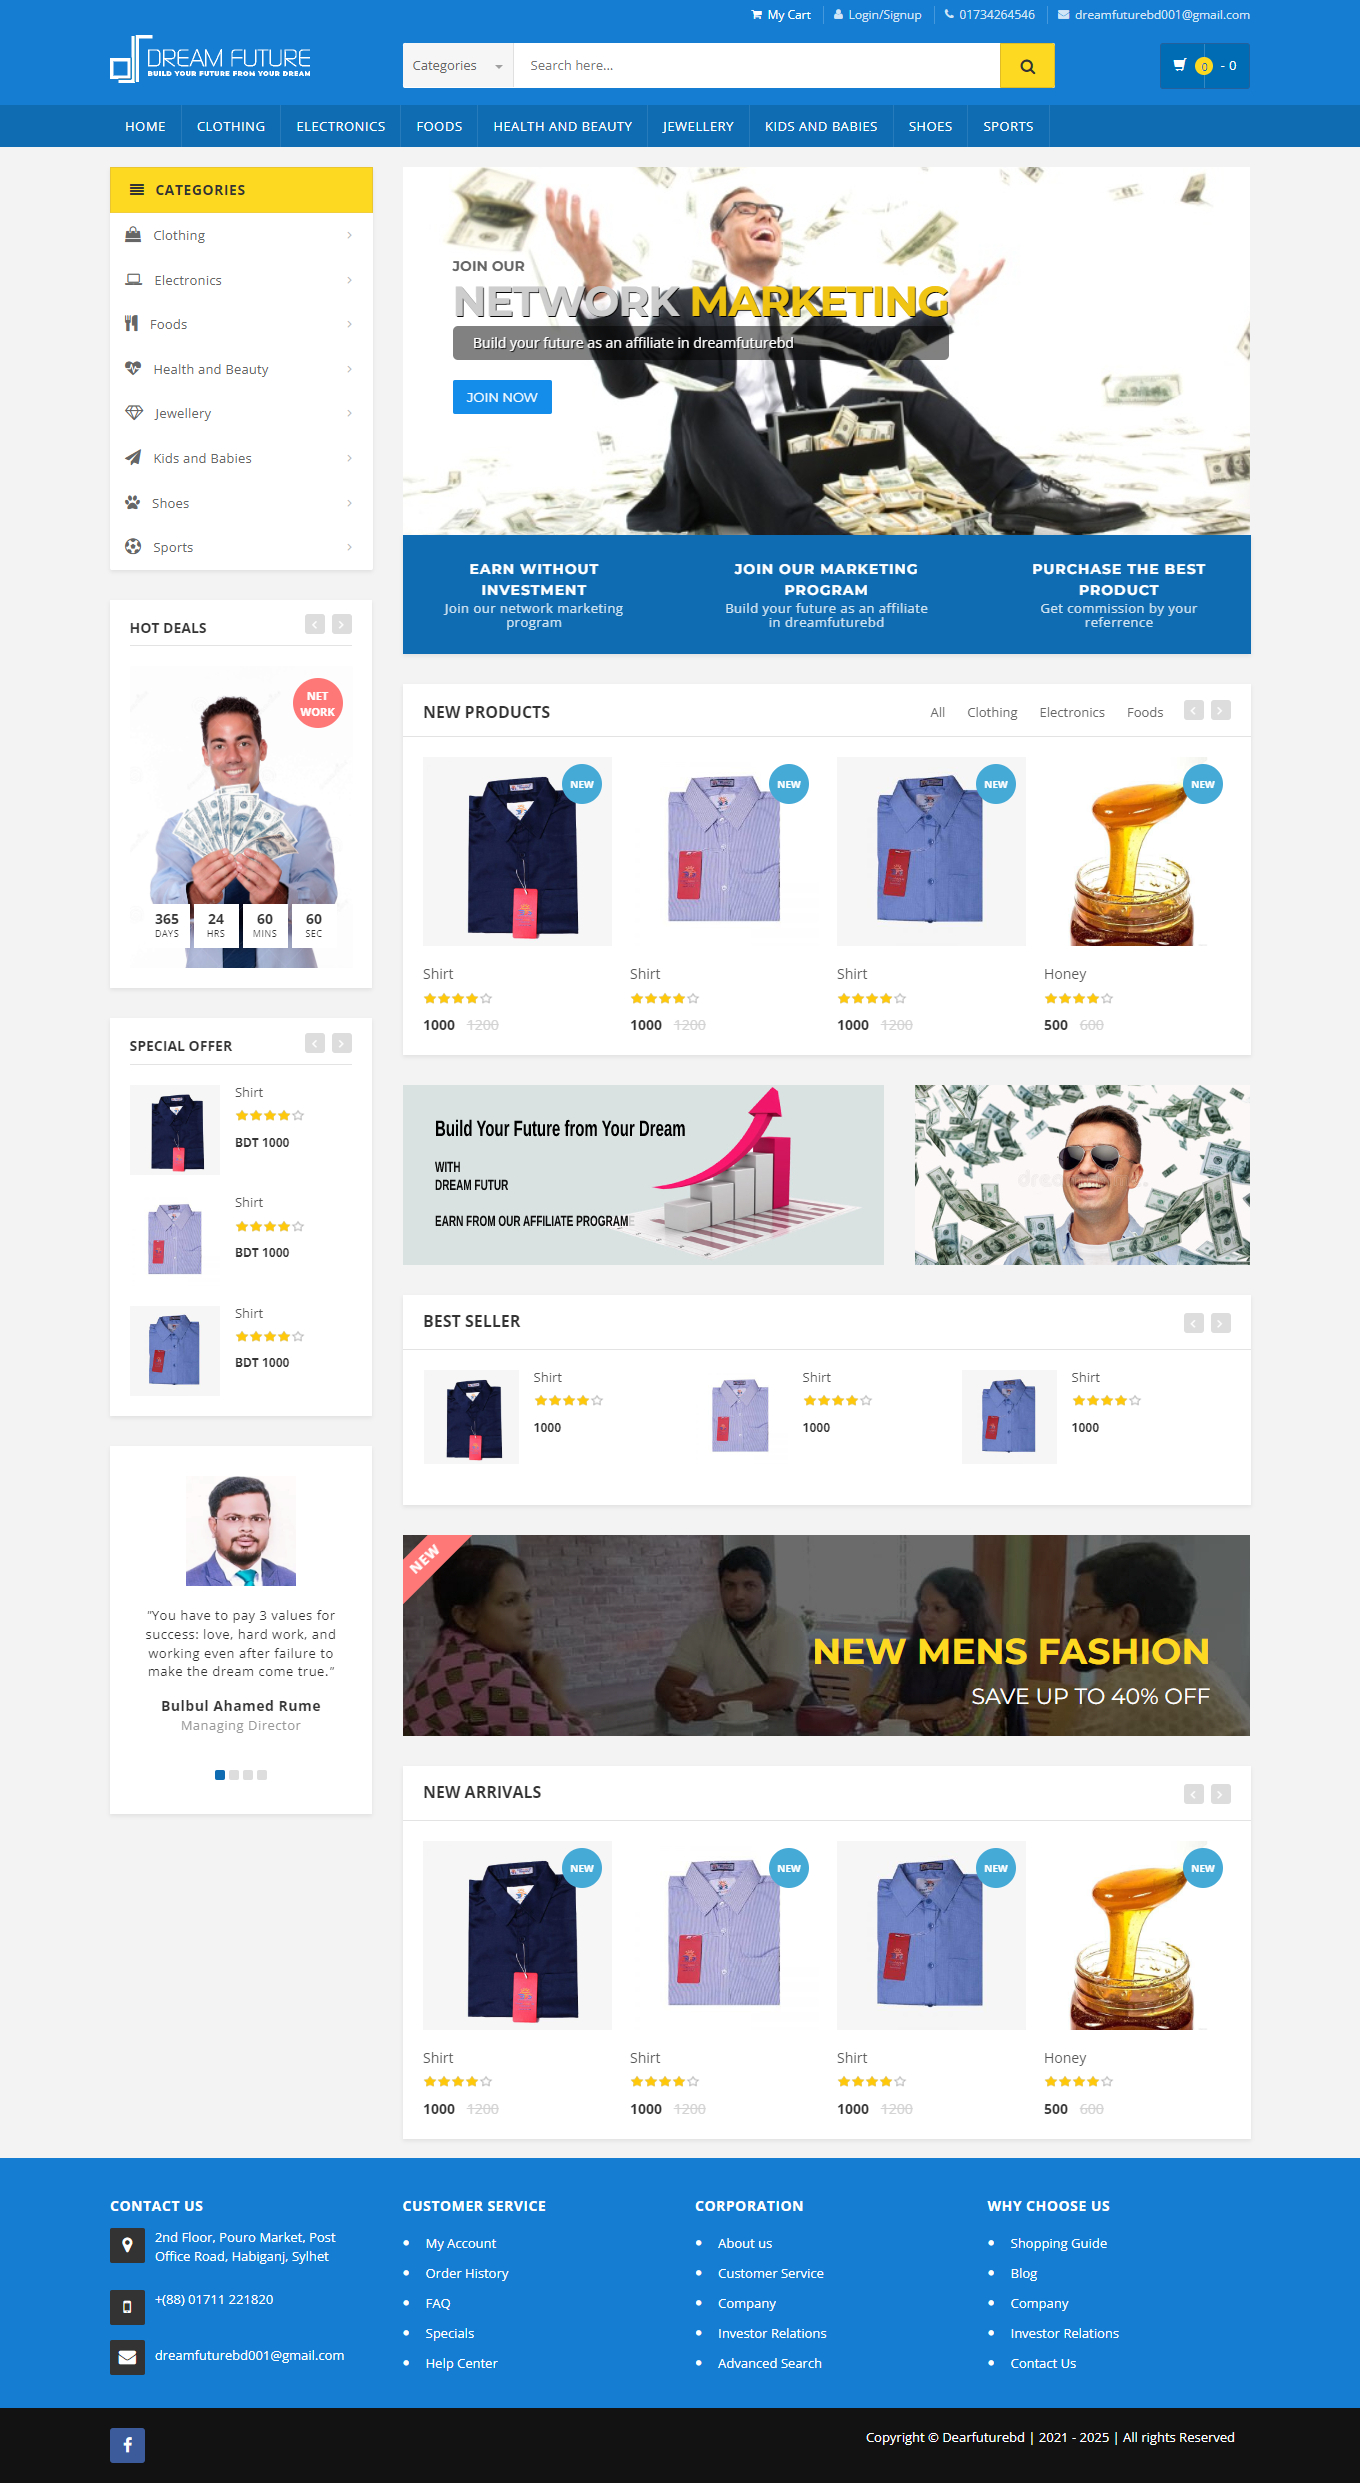 My Cart
Login/Signup
01734264546
dreamfuturebd001@gmail.com
DREAM FUTURE
BUILD YOUR FUTURE FROM YOUR DREAM
Categories
Search here...
0
- 0
HOME
CLOTHING
ELECTRONICS
FOODS
HEALTH AND BEAUTY
JEWELLERY
KIDS AND BABIES
SHOES
SPORTS
CATEGORIES
Clothing
Electronics
Foods
Health and Beauty
Jewellery
Kids and Babies
Shoes
Sports
JOIN OUR
NETWORK MARKETING
Build your future as an affiliate in dreamfuturebd
JOIN NOW
EARN WITHOUT
INVESTMENT
Join our network marketing
program
JOIN OUR MARKETING
PROGRAM
Build your future as an affiliate
in dreamfuturebd
PURCHASE THE BEST
PRODUCT
Get commission by your
referrence
HOT DEALS
NET
WORK
365
DAYS
24
HRS
60
MINS
60
SEC
NEW PRODUCTS
All
Clothing
Electronics
Foods
NEW
NEW
NEW
NEW
Shirt
1000 1200
Shirt
1000 1200
Shirt
1000 1200
Honey
500 600
SPECIAL OFFER
Shirt
BDT 1000
Shirt
BDT 1000
Shirt
BDT 1000
Build Your Future from Your Dream
WITH
DREAM FUTUR
EARN FROM OUR AFFILIATE PROGRAME
BEST SELLER
Shirt
1000
Shirt
1000
Shirt
1000
"You have to pay 3 values for
success: love, hard work, and
working even after failure to
make the dream come true."
Bulbul Ahamed Rume
Managing Director
NEW
NEW MENS FASHION
SAVE UP TO 40% OFF
NEW ARRIVALS
NEW
NEW
NEW
NEW
Shirt
1000 1200
Shirt
1000 1200
Shirt
1000 1200
Honey
500 600
CONTACT US
2nd Floor, Pouro Market, Post
Office Road, Habiganj, Sylhet
+(88) 01711 221820
dreamfuturebd001@gmail.com
CUSTOMER SERVICE
My Account
Order History
FAQ
Specials
Help Center
CORPORATION
About us
Customer Service
Company
Investor Relations
Advanced Search
WHY CHOOSE US
Shopping Guide
Blog
Company
Investor Relations
Contact Us
Copyright © Dearfuturebd | 2021 - 2025 | All rights Reserved